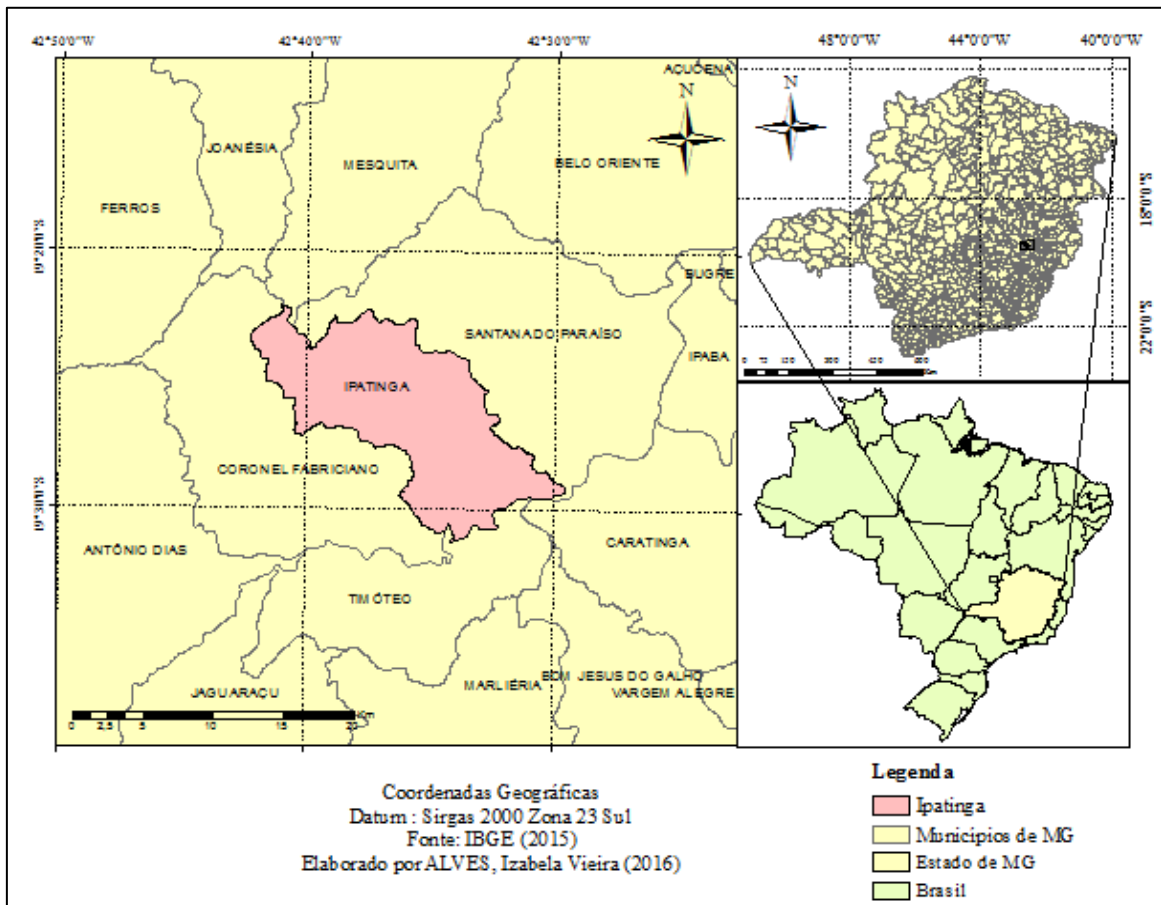 42°50'0"W 42°40'0"W 42°30'0"W
48°0'0"W 44°0'0"W 40°0'0"W
AÇUCENA
N
N
JOANÉSIA
MESQUITA
BELO ORIENTE
FERROS
18°0'0"S
19°20'0"S
BUGRE
SANTANA DO PARAÍSO
22°0'0"S
IPABA
IPATINGA
Km
CORONEL FABRICIANO
19°30'0"S
CARATINGA
ANTÔNIO DIAS
TIMÓTEO
BOM JESUS DO GALHO
MARLIÉRIA
JAGUARAÇU
VARGEM ALEGRE
Km
0 2,5 5 10 15 20
Coordenadas Geográficas
Datum : Sirgas 2000 Zona 23 Sul
Fonte: IBGE (2015)
Elaborado por ALVES, Izabela Vieira (2016)
Legenda
Ipatinga
Municípios de MG
Estado de MG
Brasil